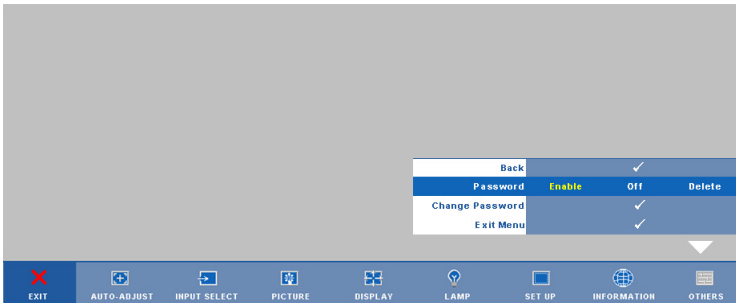 Back
Password Enable Off Delete
Change Password
Exit Menu
EXIT AUTO-ADJUST INPUT SELECT PICTURE DISPLAY LAMP SET UP INFORMATION OTHERS